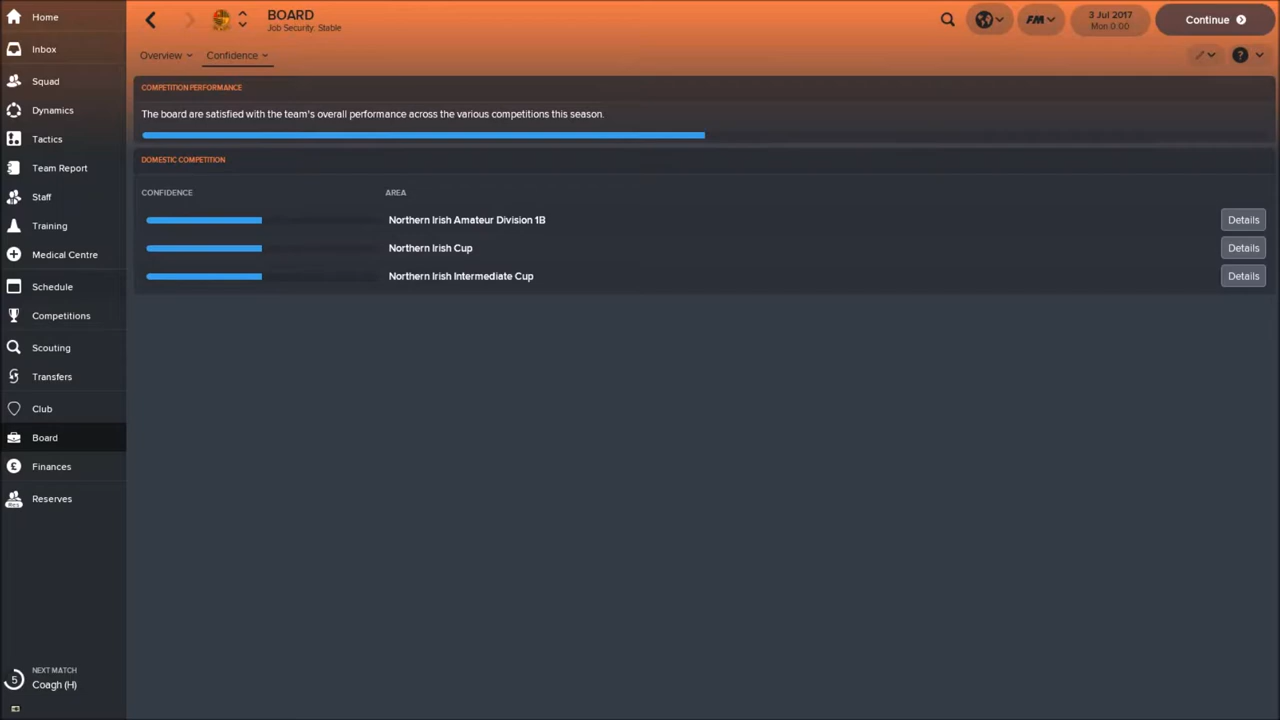 Home
Inbox
Squad
Dynamics
Tactics
Team Report
Staff
Training
Medical Centre
Schedule
Competitions
Scouting
Transfers
Club
Board
£
Finances
Res
Reserves
5
NEXT MATCH
Coagh (H)
BOARD
Job Security: Stable
FM
3 Jul 2017
Mon 0:00
Continue
Overview
Confidence
?
COMPETITION PERFORMANCE
The board are satisfied with the team's overall performance across the various competitions this season.
DOMESTIC COMPETITION
CONFIDENCE AREA
Northern Irish Amateur Division 1B Details
Northern Irish Cup Details
Northern Irish Intermediate Cup Details